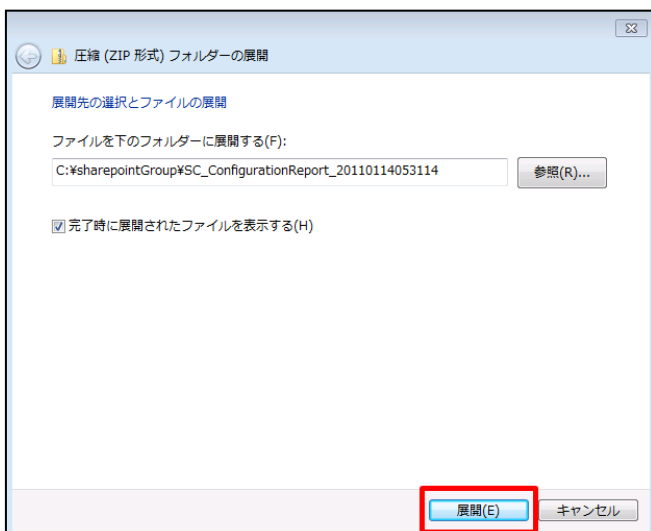 圧縮 (ZIP 形式) フォルダーの展開
展開先の選択とファイルの展開
ファイルを下のフォルダーに展開する(F):
C:¥sharepointGroup¥SC_ConfigurationReport_20110114053114
参照(R)...
完了時に展開されたファイルを表示する(H)
展開(E)
キャンセル